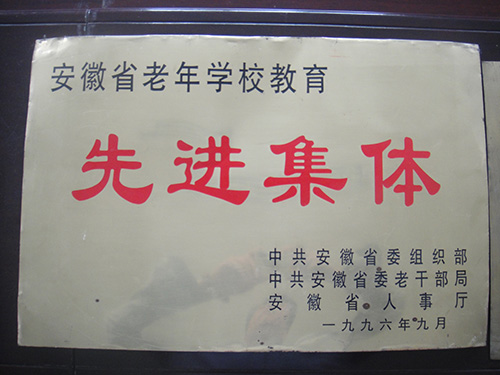 安徽省老年学校教育
先进集体
中共安徽省委组织部
中共安徽省委老干部局
安徽省人事厅
一九九六年九月